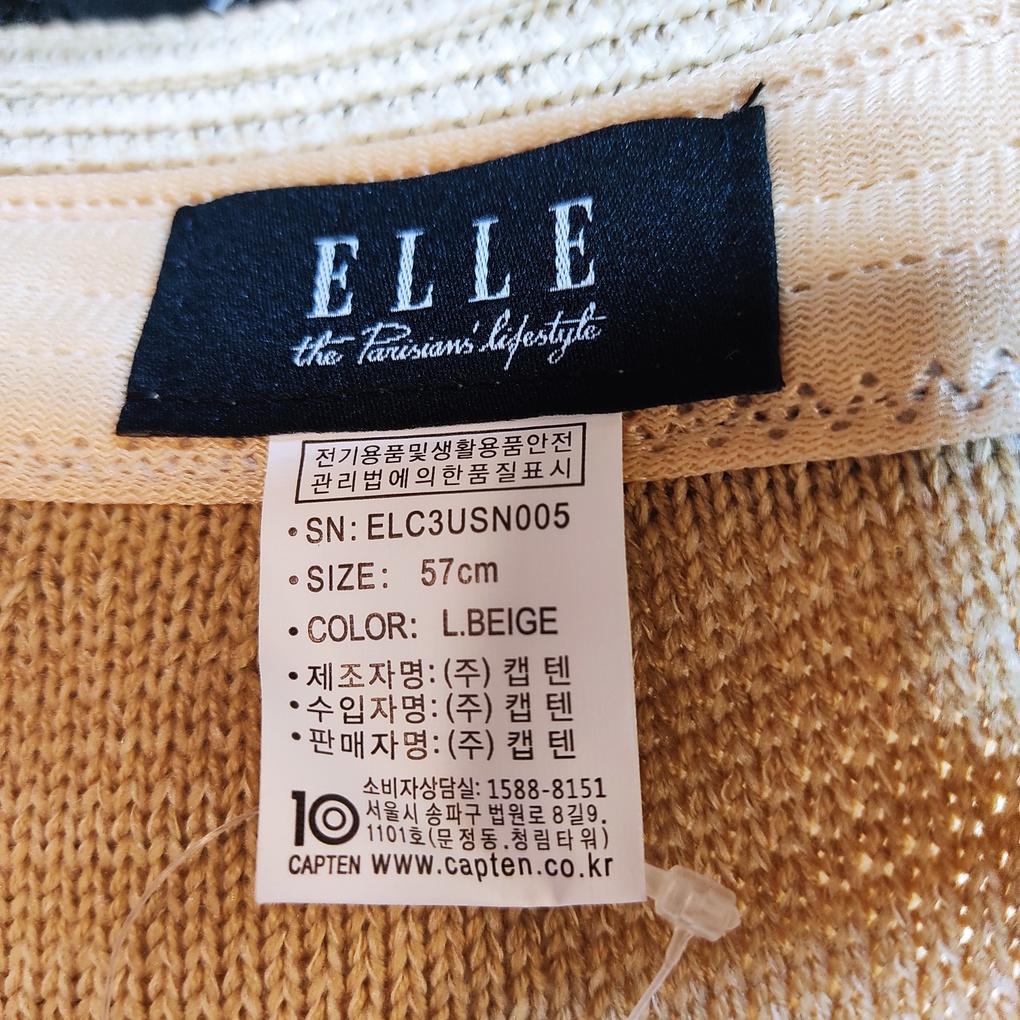 ELLE
the Parisians' lifestyle
전기용품및생활용품안전
관리법에의한품질표시
• SN: ELC3USN005
• SIZE: 57cm
• COLOR: L.BEIGE
• 제조자명: (주) 캡 텐
• 수입자명: (주) 캡 텐
• 판매자명: (주) 캡 텐
소비자상담실: 1588-8151
서울시 송파구 법원로 8길9.
1101호(문정동.청림타워)
10
CAPTEN www.capten.co.kr